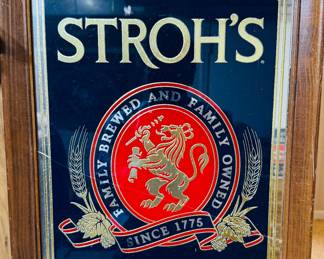 STROH'S
FAMILY BREWED AND FAMILY OWNED
SINCE 1775